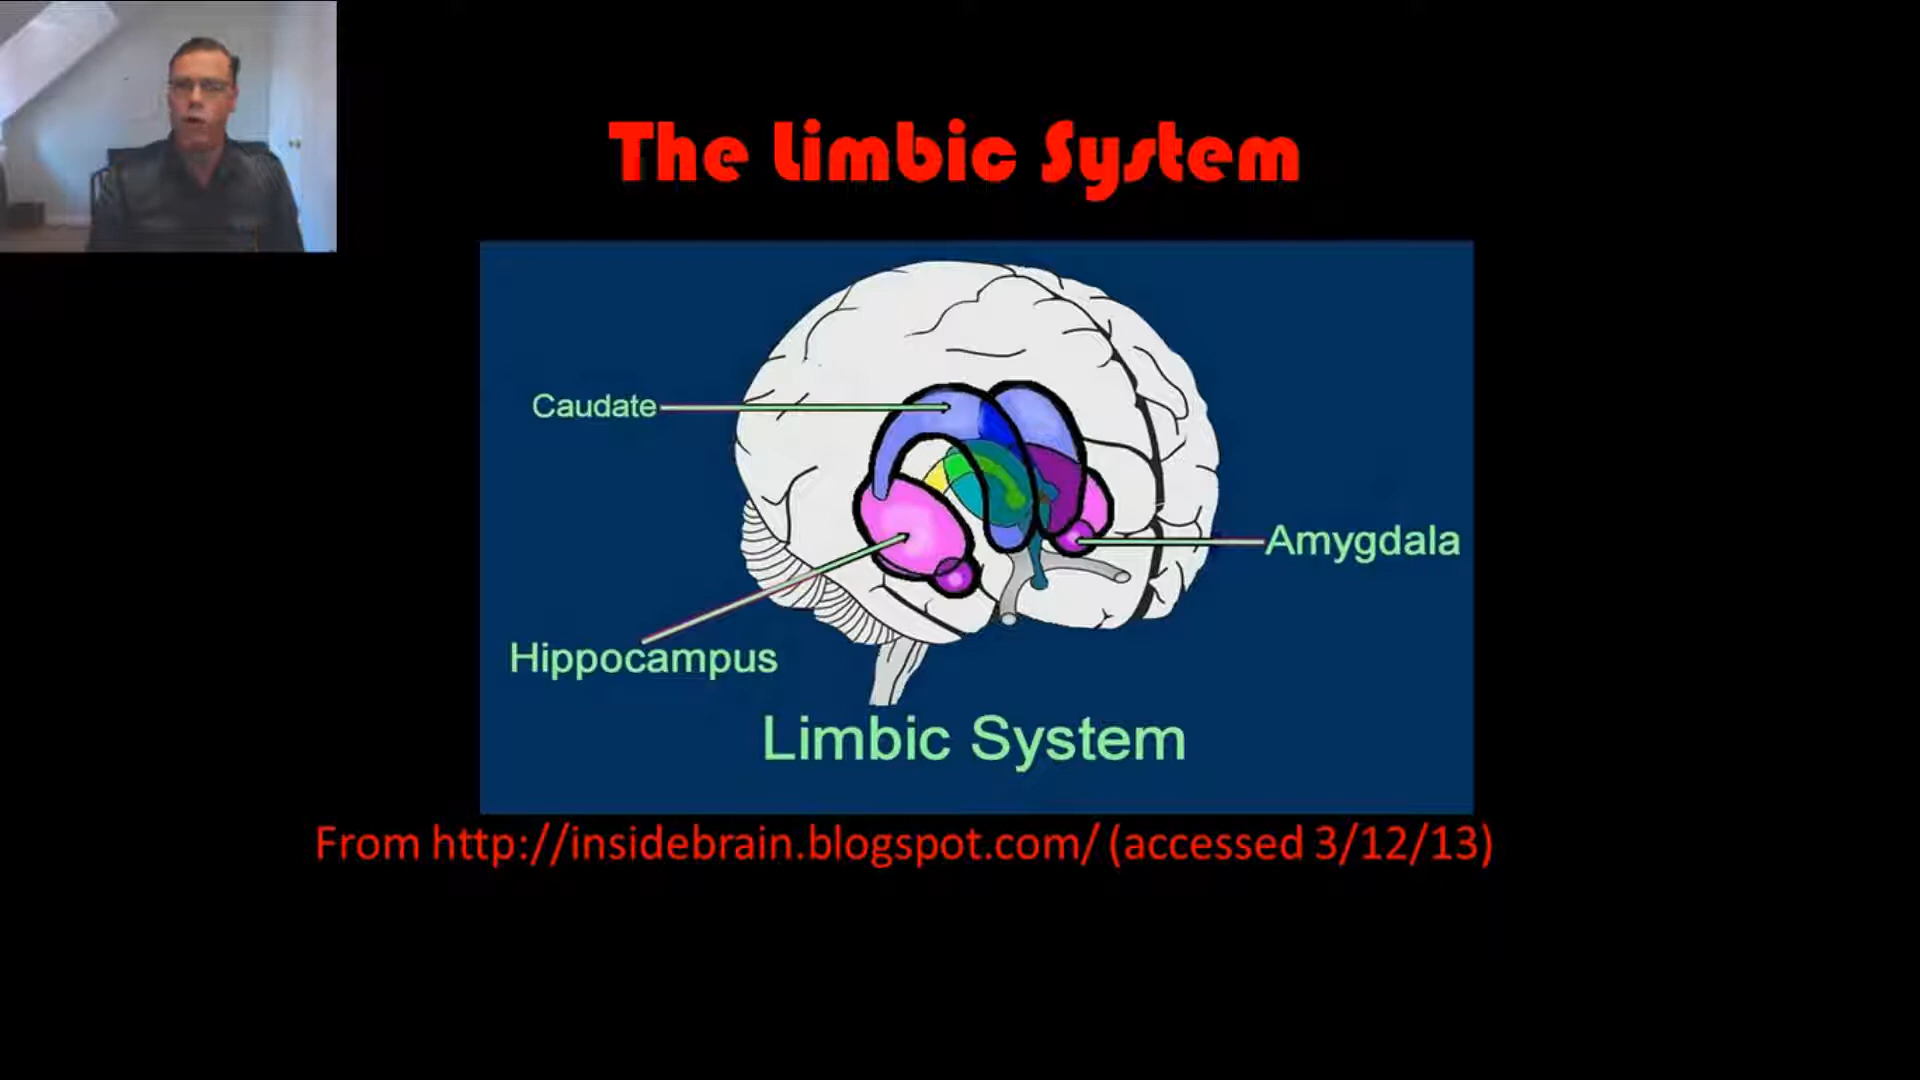 The Limbic System
Caudate
Amygdala
Hippocampus
Limbic System
From http://insidebrain.blogspot.com/ (accessed 3/12/13)